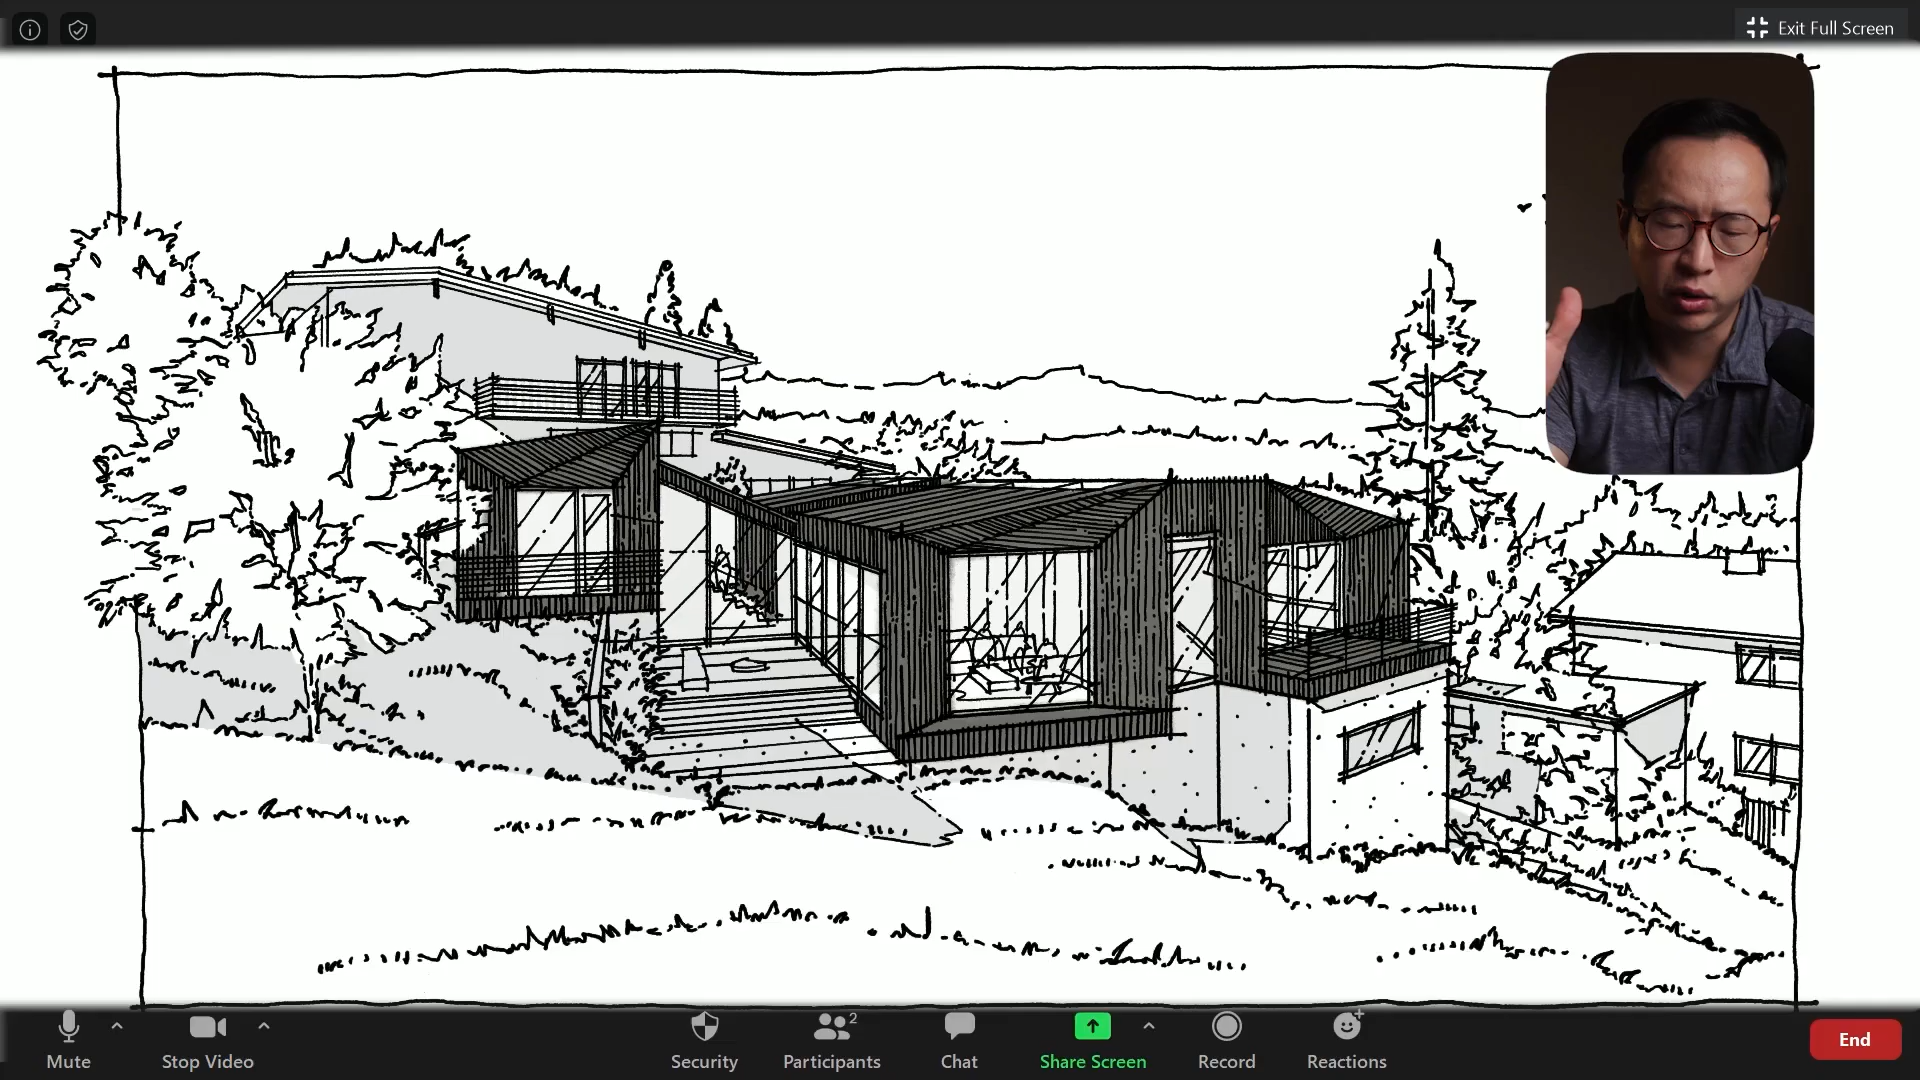 Exit Full Screen
Mute
Stop Video
Security
Participants
2
Chat
Share Screen
Record
Reactions
End